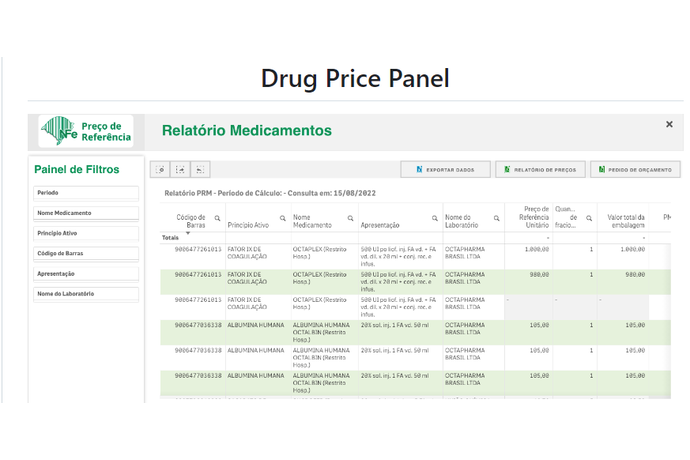 Drug Price Panel
NFe Preço de Referência
Relatório Medicamentos
×
Painel de Filtros
Periodo
Nome Medicamento
Princípio Ativo
Código de Barras
Apresentação
Nome do Laboratório
EXPORTAR DADOS
RELATÓRIO DE PREÇOS
PEDIDO DE ORÇAMENTO
Relatório PRM - Periodo de Cálculo: - Consulta em: 15/08/2022
Código de Barras Princípio Ativo Nome Medicamento Apresentação Nome do Laboratório Preço de Referência Unitário Quan... de fracio... Valor total da embalagem
Totais - -
9006477261013 FATOR IX DE COAGULAÇÃO OCTAPLEX (Restrito Hosp.) 500 UI po liof. inj. FA vd. + FA vd. dil. x 20 ml + conj. rec. e infus. OCTAPHARMA BRASIL LTDA 1.000,00 1 1.000,00
9006477261013 FATOR IX DE COAGULAÇÃO OCTAPLEX (Restrito Hosp.) 500 UI po liof. inj. FA vd. + FA vd. dil. x 20 ml + conj. rec. e infus. OCTAPHARMA BRASIL LTDA 980,00 1 980,00
9006477261013 FATOR IX DE COAGULAÇÃO OCTAPLEX (Restrito Hosp.) 500 UI po liof. inj. FA vd. + FA vd. dil. x 20 ml + conj. rec. e infus. OCTAPHARMA BRASIL LTDA - - -
9006477036338 ALBUMINA HUMANA ALBUMINA HUMANA OCTALBIN (Restrito Hosp.) 20% sol. inj. 1 FA vd. 50 ml OCTAPHARMA BRASIL LTDA 105,00 1 105,00
9006477036338 ALBUMINA HUMANA ALBUMINA HUMANA OCTALBIN (Restrito Hosp.) 20% sol. inj. 1 FA vd. 50 ml OCTAPHARMA BRASIL LTDA 105,00 1 105,00
9006477036338 ALBUMINA HUMANA ALBUMINA HUMANA OCTALBIN (Restrito Hosp.) 20% sol. inj. 1 FA vd. 50 ml OCTAPHARMA BRASIL LTDA 105,00 1 105,00